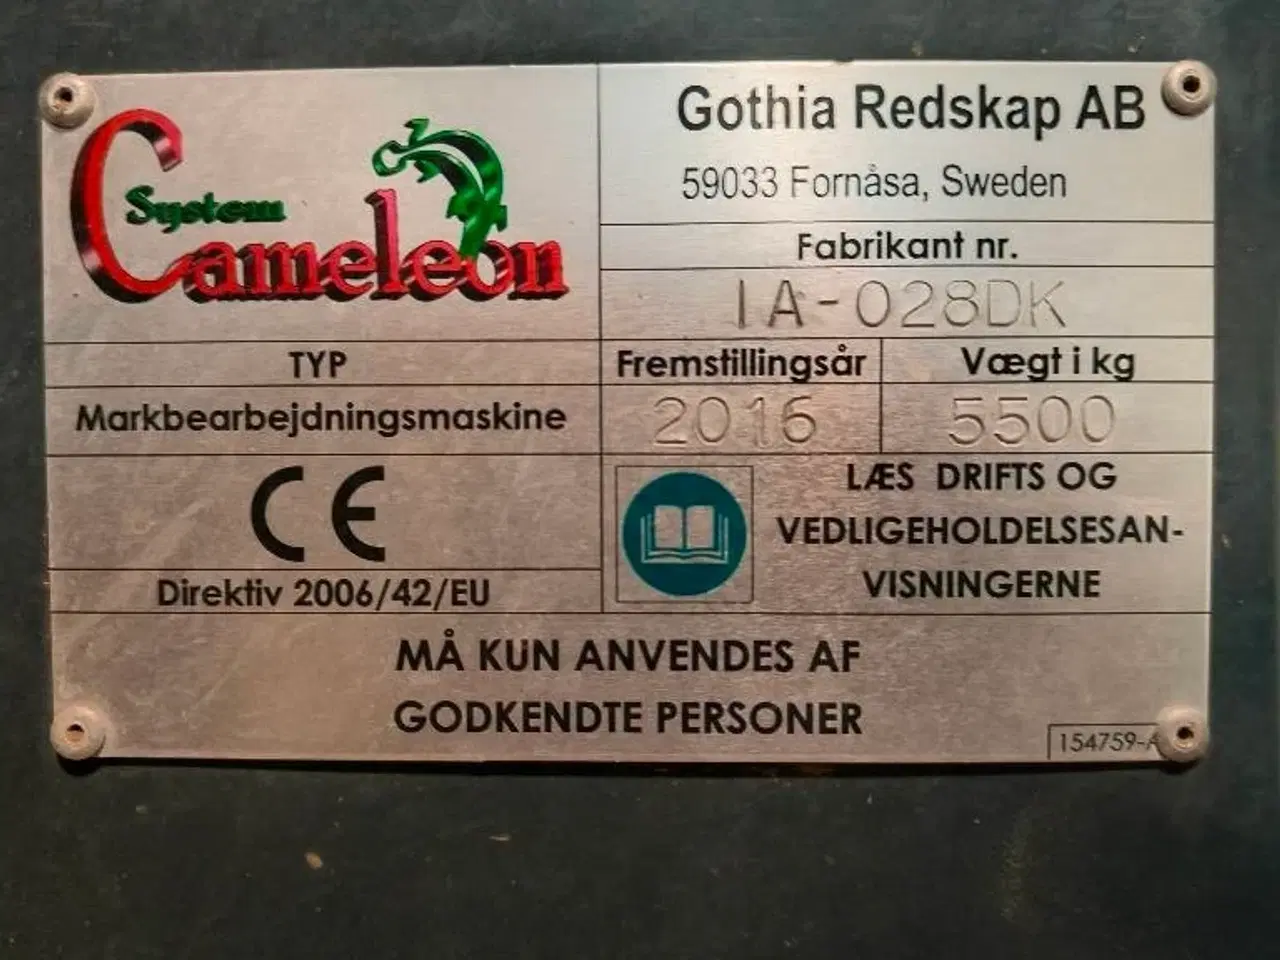 System
Cameleon
Gothia Redskap AB
59033 Fornåsa, Sweden
Fabrikant nr.
1A-028DK
TYP
Fremstillingsår
Vægt i kg
Markbearbejdningsmaskine
2016
5500
CE
Direktiv 2006/42/EU
LÆS DRIFTS OG
VEDLIGEHOLDELSESAN-
VISNINGERNE
MÅ KUN ANVENDES AF
GODKENDTE PERSONER
154759-A